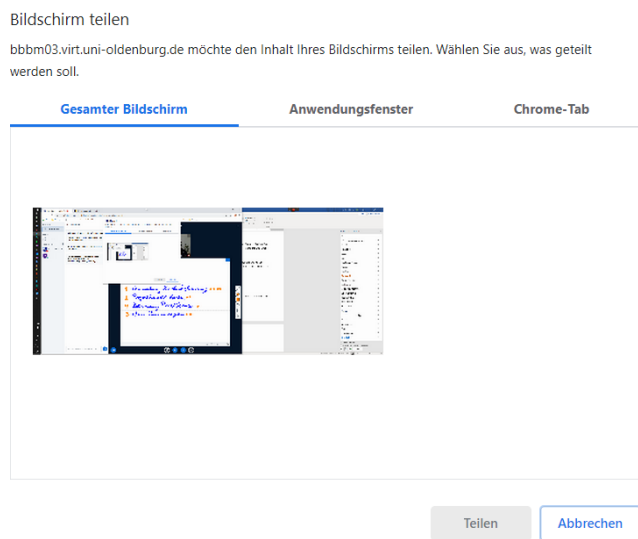 Bildschirm teilen
bbbm03.virt.uni-oldenburg.de möchte den Inhalt Ihres Bildschirms teilen. Wählen Sie aus, was geteilt
werden soll.
Gesamter Bildschirm Anwendungsfenster Chrome-Tab
Teilen Abbrechen